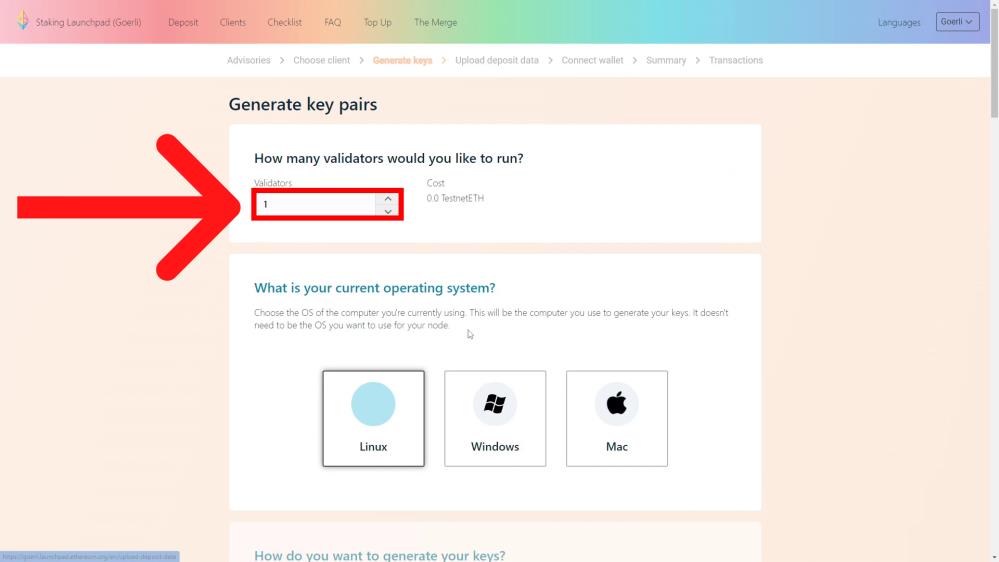 Staking Launchpad (Goerli) Deposit Clients Checklist FAQ Top Up The Merge Languages Goerli
Advisories Choose client Generate keys Upload deposit data Connect wallet Summary Transactions
Generate key pairs
How many validators would you like to run?
Validators Cost
1 0.0 TestnetETH
What is your current operating system?
Choose the OS of the computer you're currently using. This will be the computer you use to generate your keys. It doesn't
need to be the OS you want to use for your node.
Linux Windows Mac
How do you want to generate your keys?
https://goerli.launchpad.ethereum.org/en/upload-deposit-data